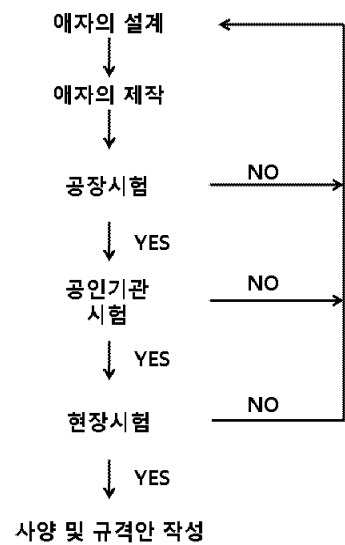 애자의 설계
애자의 제작
공장시험
NO
YES
공인기관
시험
NO
YES
현장시험
NO
YES
사양 및 규격안 작성